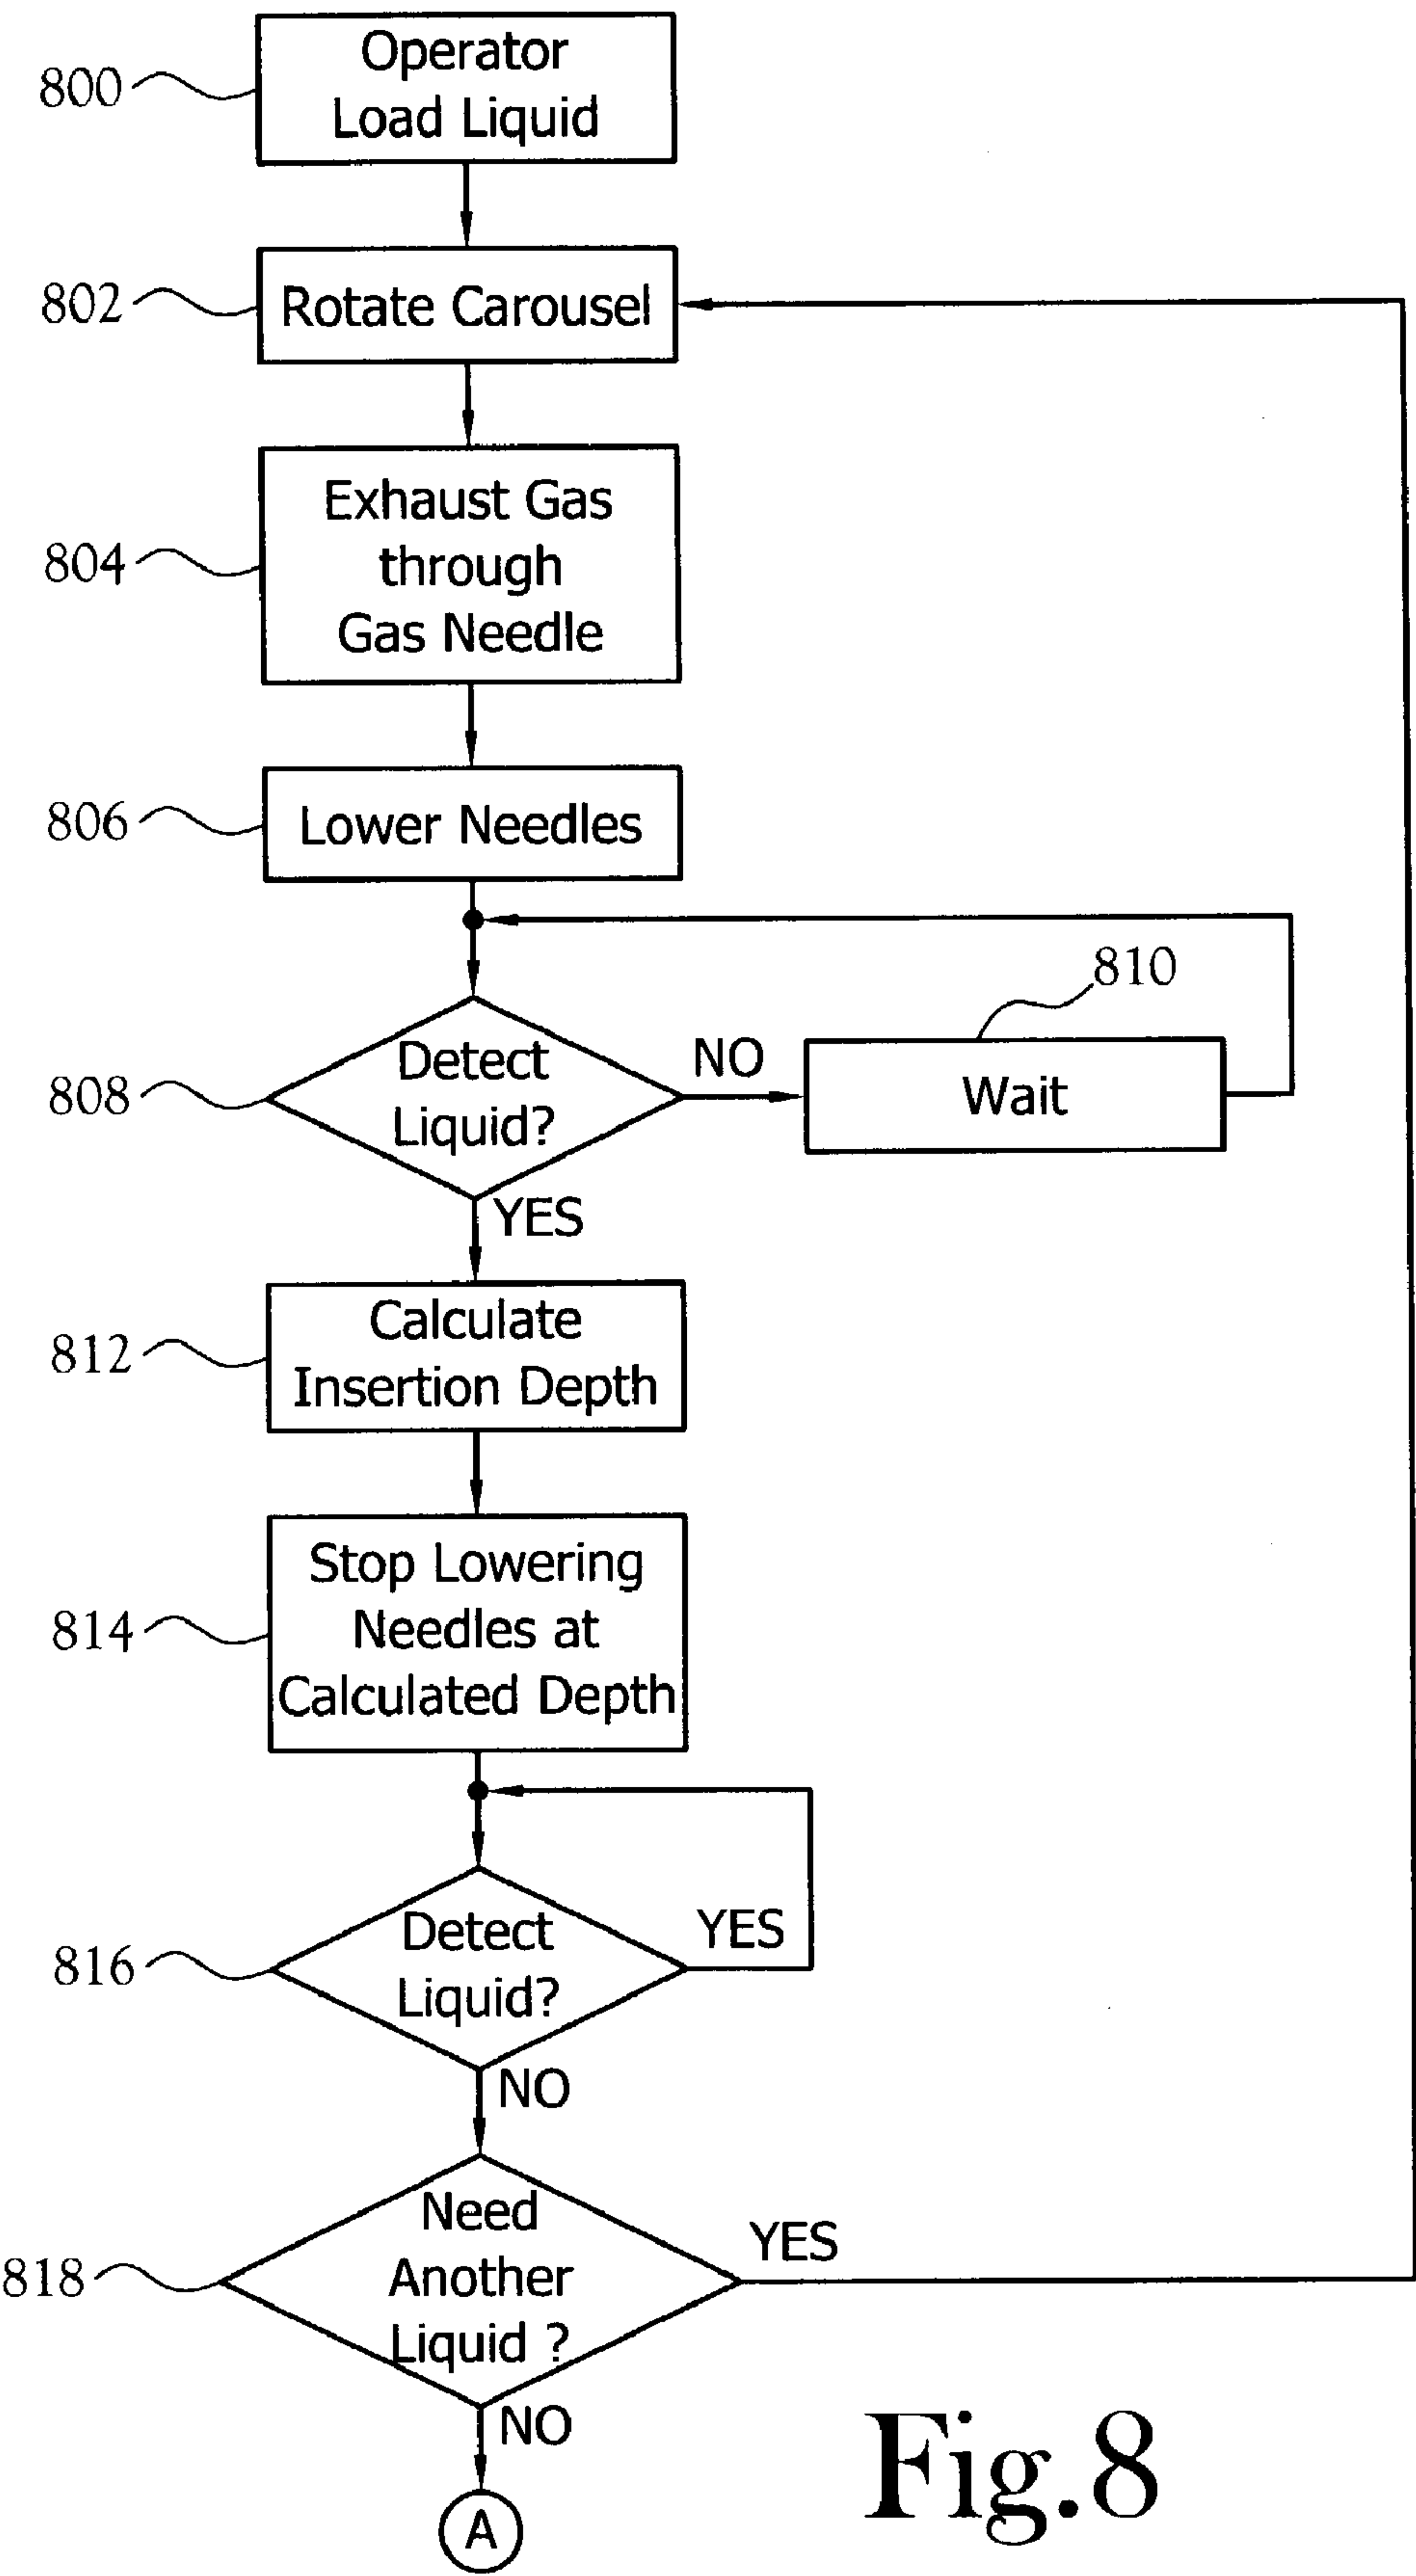 800
Operator
Load Liquid
802
Rotate Carousel
804
Exhaust Gas
through
Gas Needle
806
Lower Needles
808
Detect
Liquid?
NO
810
Wait
YES
812
Calculate
Insertion Depth
814
Stop Lowering
Needles at
Calculated Depth
816
Detect
Liquid?
YES
NO
818
Need
Another
Liquid ?
YES
NO
A
Fig.8